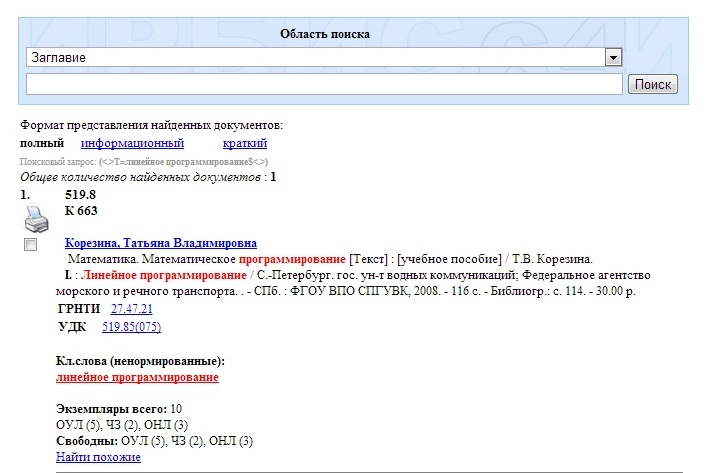 Область поиска
Заглавие
Поиск
Формат представления найденных документов:
полный информационный краткий
Поисковый запрос: (<.>T=линейное программирование$<.>)
Общее количество найденных документов : 1
1. 519.8
К 663
Корезина, Татьяна Владимировна
Математика. Математическое программирование [Текст] : [учебное пособие] / Т.В. Корезина.
I. : Линейное программирование / С.-Петербург. гос. ун-т водных коммуникаций; Федеральное агентство
морского и речного транспорта. . - СПб. : ФГОУ ВПО СПГУВК, 2008. - 116 с. - Библиогр.: с. 114. - 30.00 р.
ГРНТИ 27.47.21
УДК 519.85(075)
Кл.слова (ненормированные):
линейное программирование
Экземпляры всего: 10
ОУЛ (5), ЧЗ (2), ОНЛ (3)
Свободны: ОУЛ (5), ЧЗ (2), ОНЛ (3)
Найти похожие